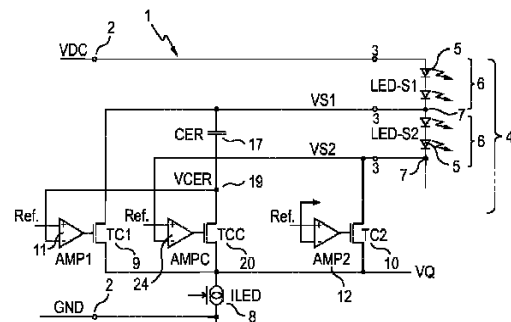 1
2
VDC
3
5
LED-S1
6
VS1
3
7
4
CER
17
LED-S2
VS2
6
3
7
5
VCER
19
Ref.
Ref.
Ref.
11
TC1
TCC
TC2
AMP1
9
24
AMPC
20
AMP2
10
12
VQ
2
GND
ILED
8